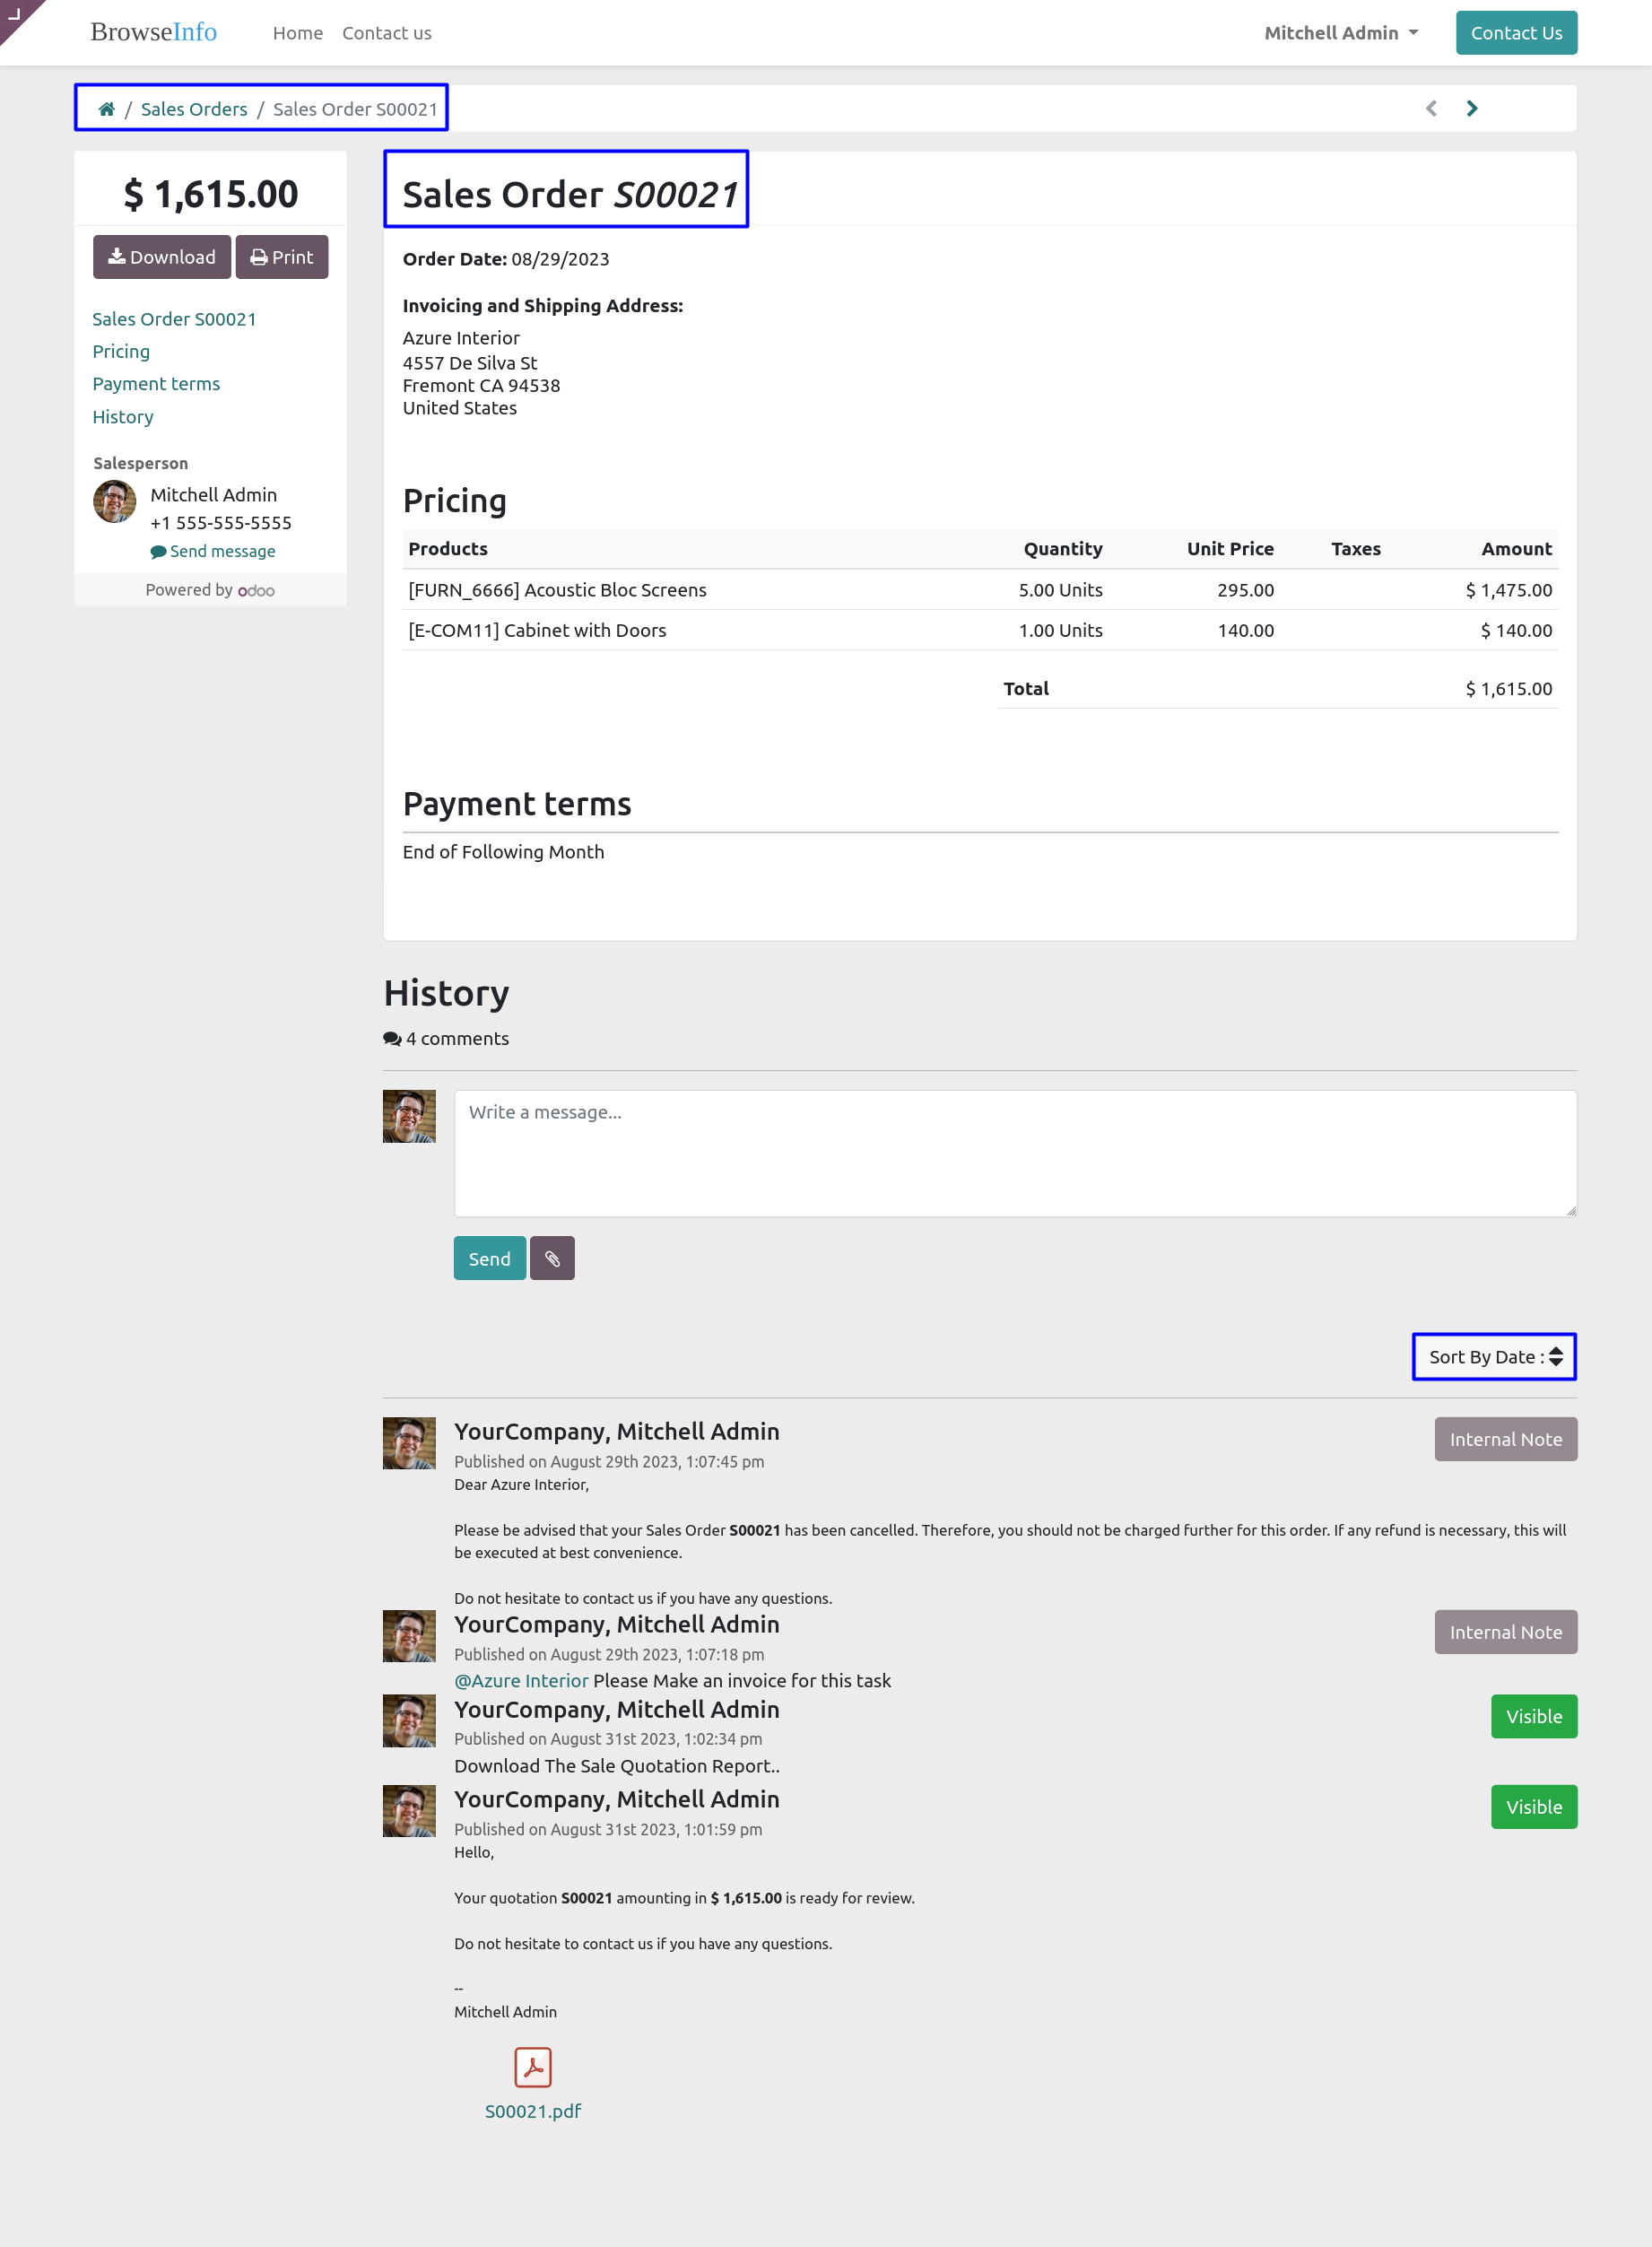 BrowseInfo Home Contact us Mitchell Admin Contact Us
/ Sales Orders / Sales Order S00021
$ 1,615.00
Download Print
Sales Order S00021
Pricing
Payment terms
History
Salesperson
Mitchell Admin
+1 555-555-5555
Send message
Powered by odoo
Sales Order S00021
Order Date: 08/29/2023
Invoicing and Shipping Address:
Azure Interior
4557 De Silva St
Fremont CA 94538
United States
Pricing
Products Quantity Unit Price Taxes Amount
[FURN_6666] Acoustic Bloc Screens 5.00 Units 295.00 $ 1,475.00
[E-COM11] Cabinet with Doors 1.00 Units 140.00 $ 140.00
Total $ 1,615.00
Payment terms
End of Following Month
History
4 comments
Write a message...
Send
Sort By Date :
YourCompany, Mitchell Admin Internal Note
Published on August 29th 2023, 1:07:45 pm
Dear Azure Interior,
Please be advised that your Sales Order S00021 has been cancelled. Therefore, you should not be charged further for this order. If any refund is necessary, this will
be executed at best convenience.
Do not hesitate to contact us if you have any questions.
YourCompany, Mitchell Admin Internal Note
Published on August 29th 2023, 1:07:18 pm
@Azure Interior Please Make an invoice for this task
YourCompany, Mitchell Admin Visible
Published on August 31st 2023, 1:02:34 pm
Download The Sale Quotation Report..
YourCompany, Mitchell Admin Visible
Published on August 31st 2023, 1:01:59 pm
Hello,
Your quotation S00021 amounting in $ 1,615.00 is ready for review.
Do not hesitate to contact us if you have any questions.
--
Mitchell Admin
S00021.pdf